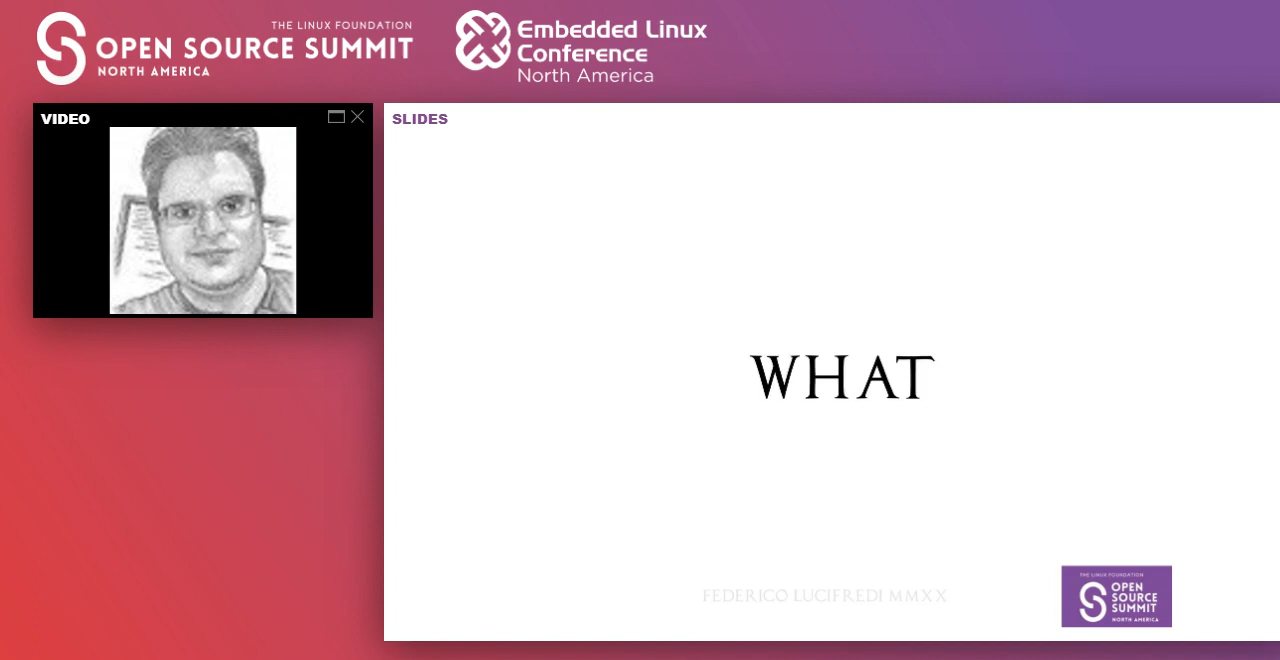 THE LINUX FOUNDATION
OPEN SOURCE SUMMIT
NORTH AMERICA
Embedded Linux
Conference
North America
VIDEO
SLIDES
WHAT
FEDERICO LUCIFREDI MMXX
THE LINUX FOUNDATION
OPEN
SOURCE
SUMMIT
NORTH AMERICA